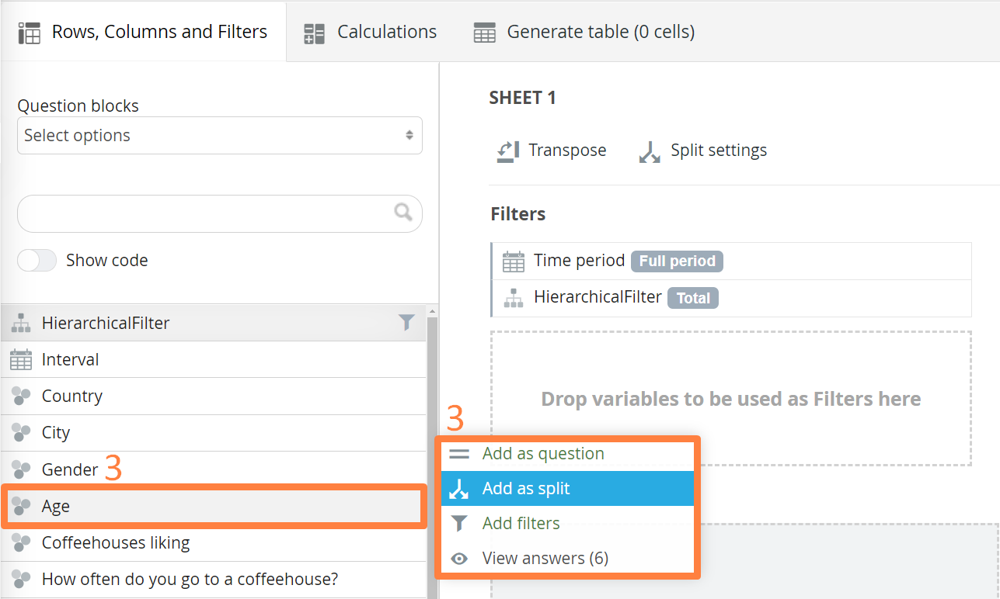 Rows, Columns and Filters
Calculations
Generate table (0 cells)
Question blocks
Select options
Show code
HierarchicalFilter
Interval
Country
City
Gender 3
Age
Coffeehouses liking
How often do you go to a coffeehouse?
SHEET 1
Transpose
Split settings
Filters
Time period Full period
HierarchicalFilter Total
Drop variables to be used as Filters here
3
Add as question
Add as split
Add filters
View answers (6)